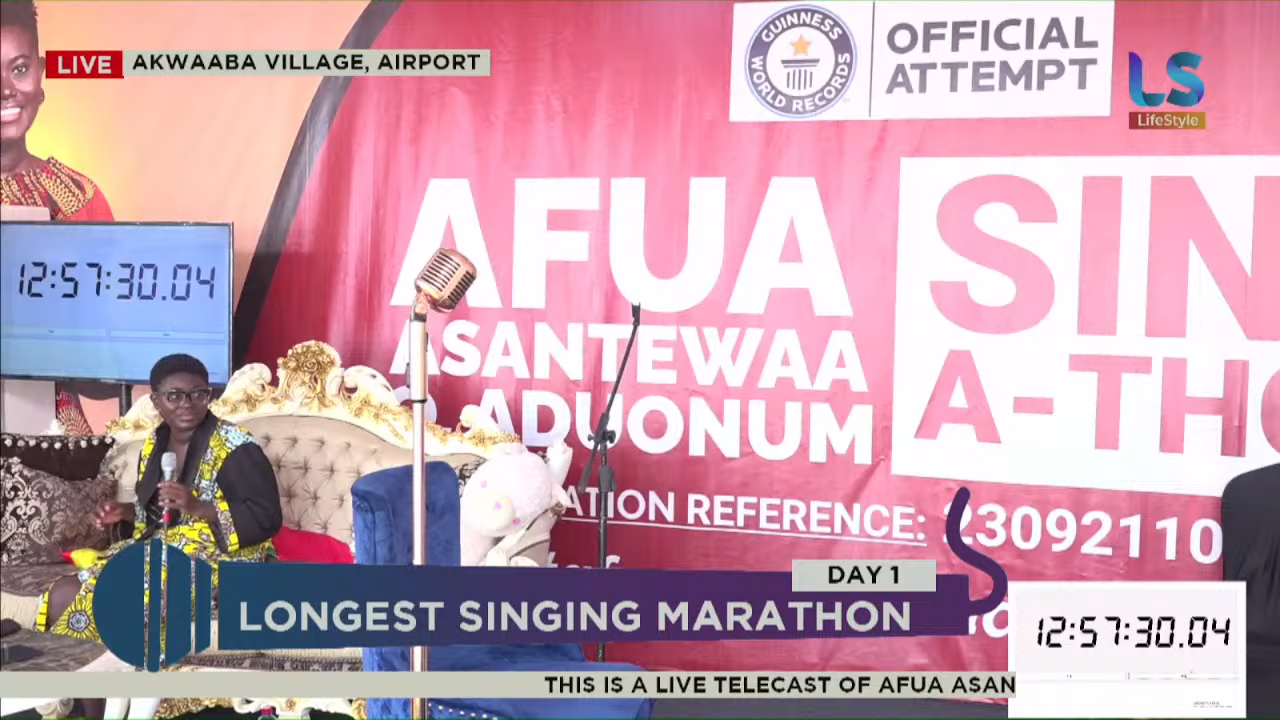 LIVE
AKWAABA VILLAGE, AIRPORT
GUINNESS
WORLD RECORDS
OFFICIAL
ATTEMPT
LS
LifeStyle
AFUA
ASANTEWAA
ADUONUM
SIN
A-THO
12:57:30.04
ATION REFERENCE: 23092110
DAY 1
LONGEST SINGING MARATHON
12:57:30.04
THIS IS A LIVE TELECAST OF AFUA ASAN